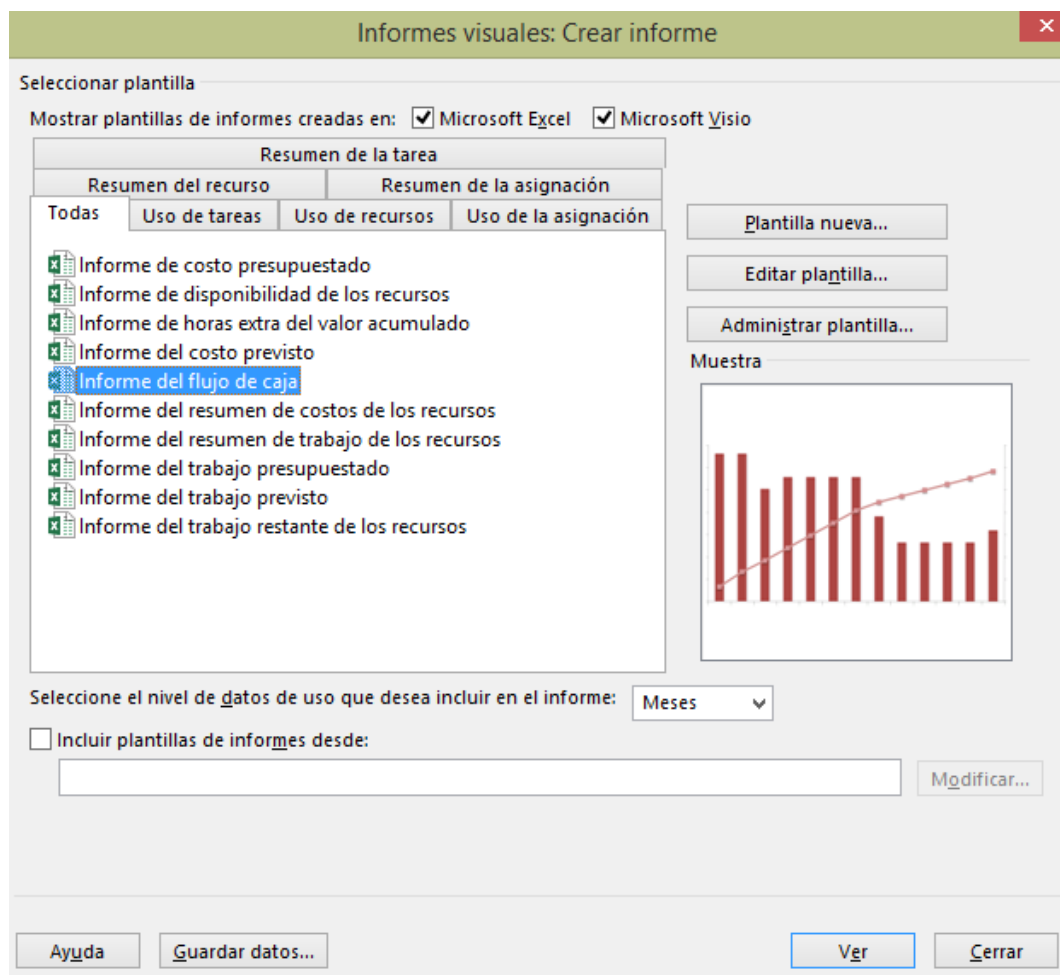 Informes visuales: Crear informe
Seleccionar plantilla
Mostrar plantillas de informes creadas en: Microsoft Excel Microsoft Visio
Resumen de la tarea
Resumen del recurso Resumen de la asignación
Todas Uso de tareas Uso de recursos Uso de la asignación
Informe de costo presupuestado
Informe de disponibilidad de los recursos
Informe de horas extra del valor acumulado
Informe del costo previsto
Informe del flujo de caja
Informe del resumen de costos de los recursos
Informe del resumen de trabajo de los recursos
Informe del trabajo presupuestado
Informe del trabajo previsto
Informe del trabajo restante de los recursos
Plantilla nueva...
Editar plantilla...
Administrar plantilla...
Muestra
Seleccione el nivel de datos de uso que desea incluir en el informe: Meses
Incluir plantillas de informes desde:
Modificar...
Ayuda Guardar datos... Ver Cerrar